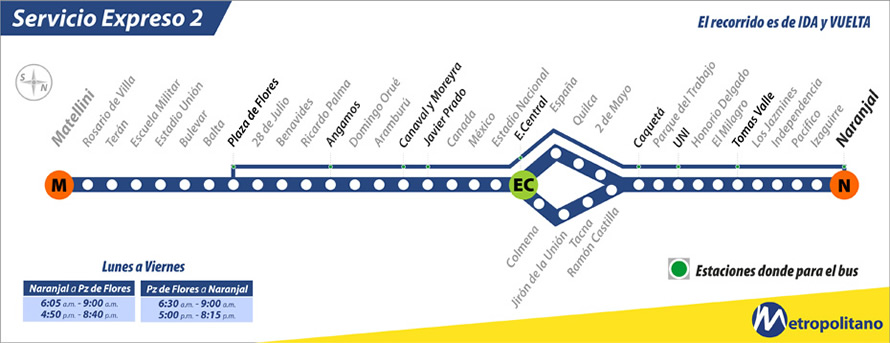 Servicio Expreso 2
El recorrido es de IDA y VUELTA
S
N
Matellini
Rosario de Villa
Terán
Escuela Militar
Estadio Unión
Bulevar
Balta
Plaza de Flores
28 de Julio
Benavides
Ricardo Palma
Angamos
Domingo Orué
Aramburú
Canaval y Moreyra
Javier Prado
Canada
México
Estadio Nacional
E.Central
España
Quilca
2 de Mayo
Caquetá
Parque del Trabajo
UNI
Honorio Delgado
El Milagro
Tomas Valle
Los Jazmines
Independencia
Pacífico
Izaguirre
Naranjal
M
EC
N
Colmena
Jirón de la Unión
Tacna
Ramón Castilla
Lunes a Viernes
Naranjal a Pz de Flores
6:05 a.m. - 9:00 a.m.
4:50 p.m. - 8:40 p.m.
Pz de Flores a Naranjal
6:30 a.m. - 9:00 a.m.
5:00 p.m. - 8:15 p.m.
Estaciones donde para el bus
Metropolitano